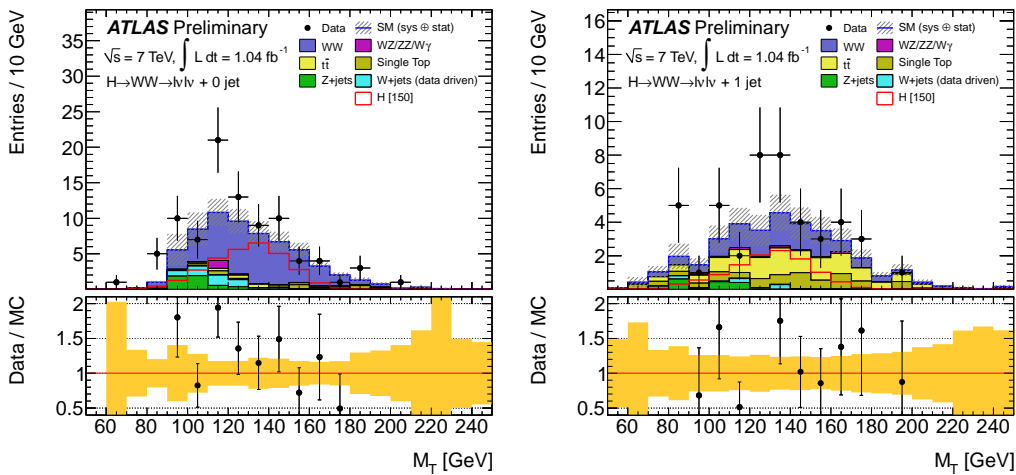 ATLAS Preliminary
√s = 7 TeV, ∫ L dt = 1.04 fb⁻¹
H→WW→lνlν + 0 jet
Data
SM (sys ⊕ stat)
WW
WZ/ZZ/Wγ
tt̄
Single Top
Z+jets
W+jets (data driven)
H [150]
Entries / 10 GeV
35
30
25
20
15
10
5
Data / MC
2
1.5
1
0.5
60 80 100 120 140 160 180 200 220 240
M_T [GeV]
ATLAS Preliminary
√s = 7 TeV, ∫ L dt = 1.04 fb⁻¹
H→WW→lνlν + 1 jet
Data
SM (sys ⊕ stat)
WW
WZ/ZZ/Wγ
tt̄
Single Top
Z+jets
W+jets (data driven)
H [150]
Entries / 10 GeV
16
14
12
10
8
6
4
2
Data / MC
2
1.5
1
0.5
60 80 100 120 140 160 180 200 220 240
M_T [GeV]